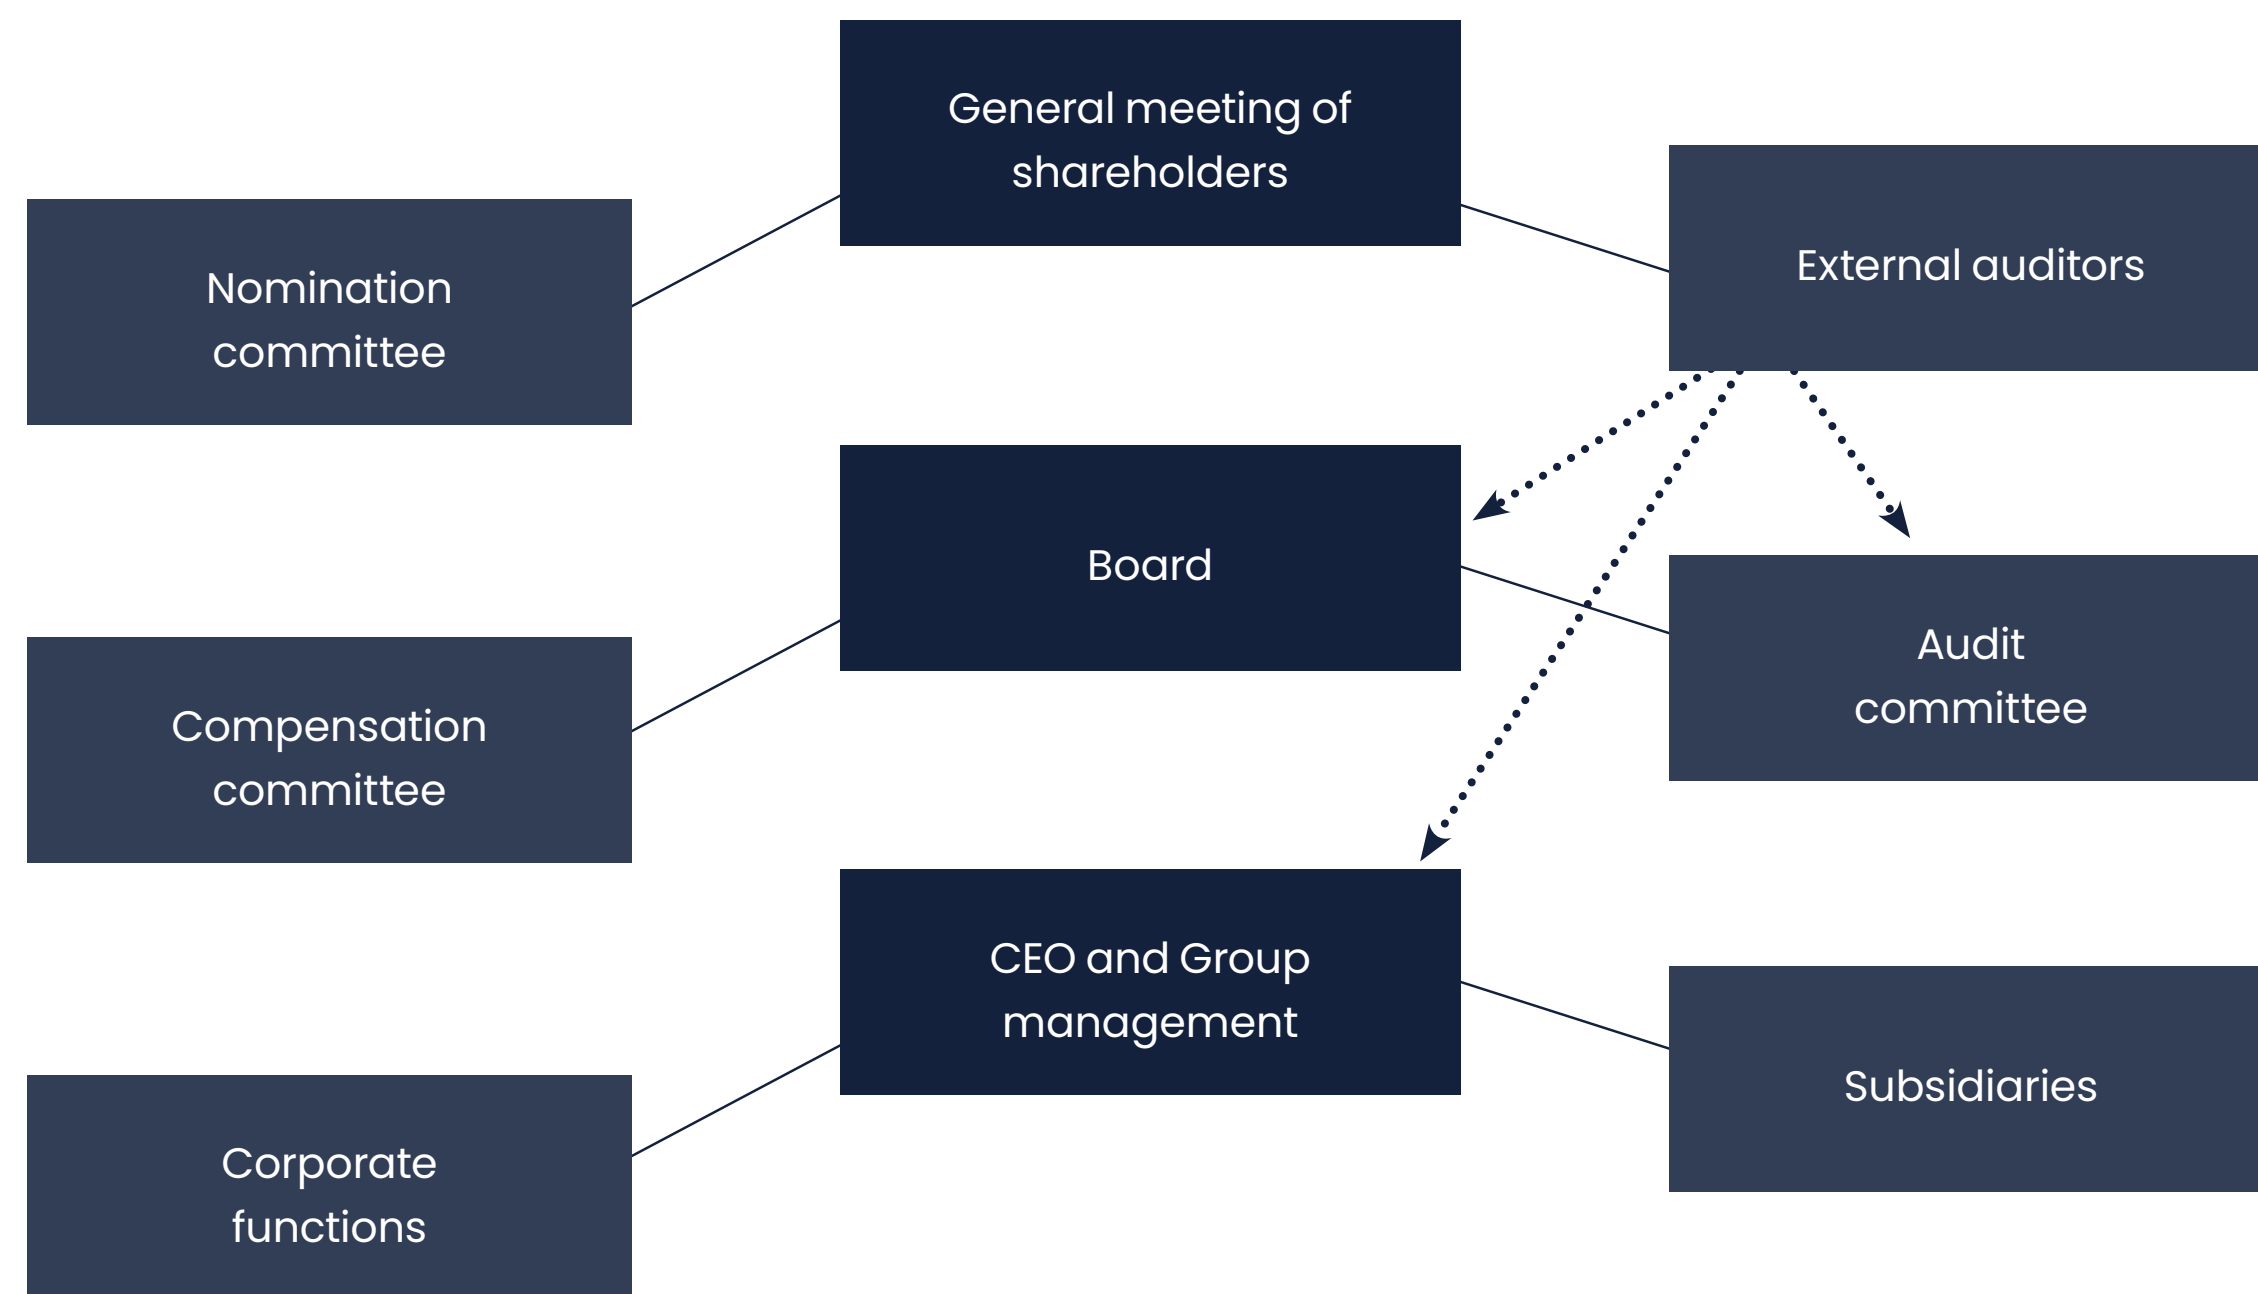 General meeting of
shareholders
External auditors
Nomination
committee
Board
Audit
committee
Compensation
committee
CEO and Group
management
Subsidiaries
Corporate
functions